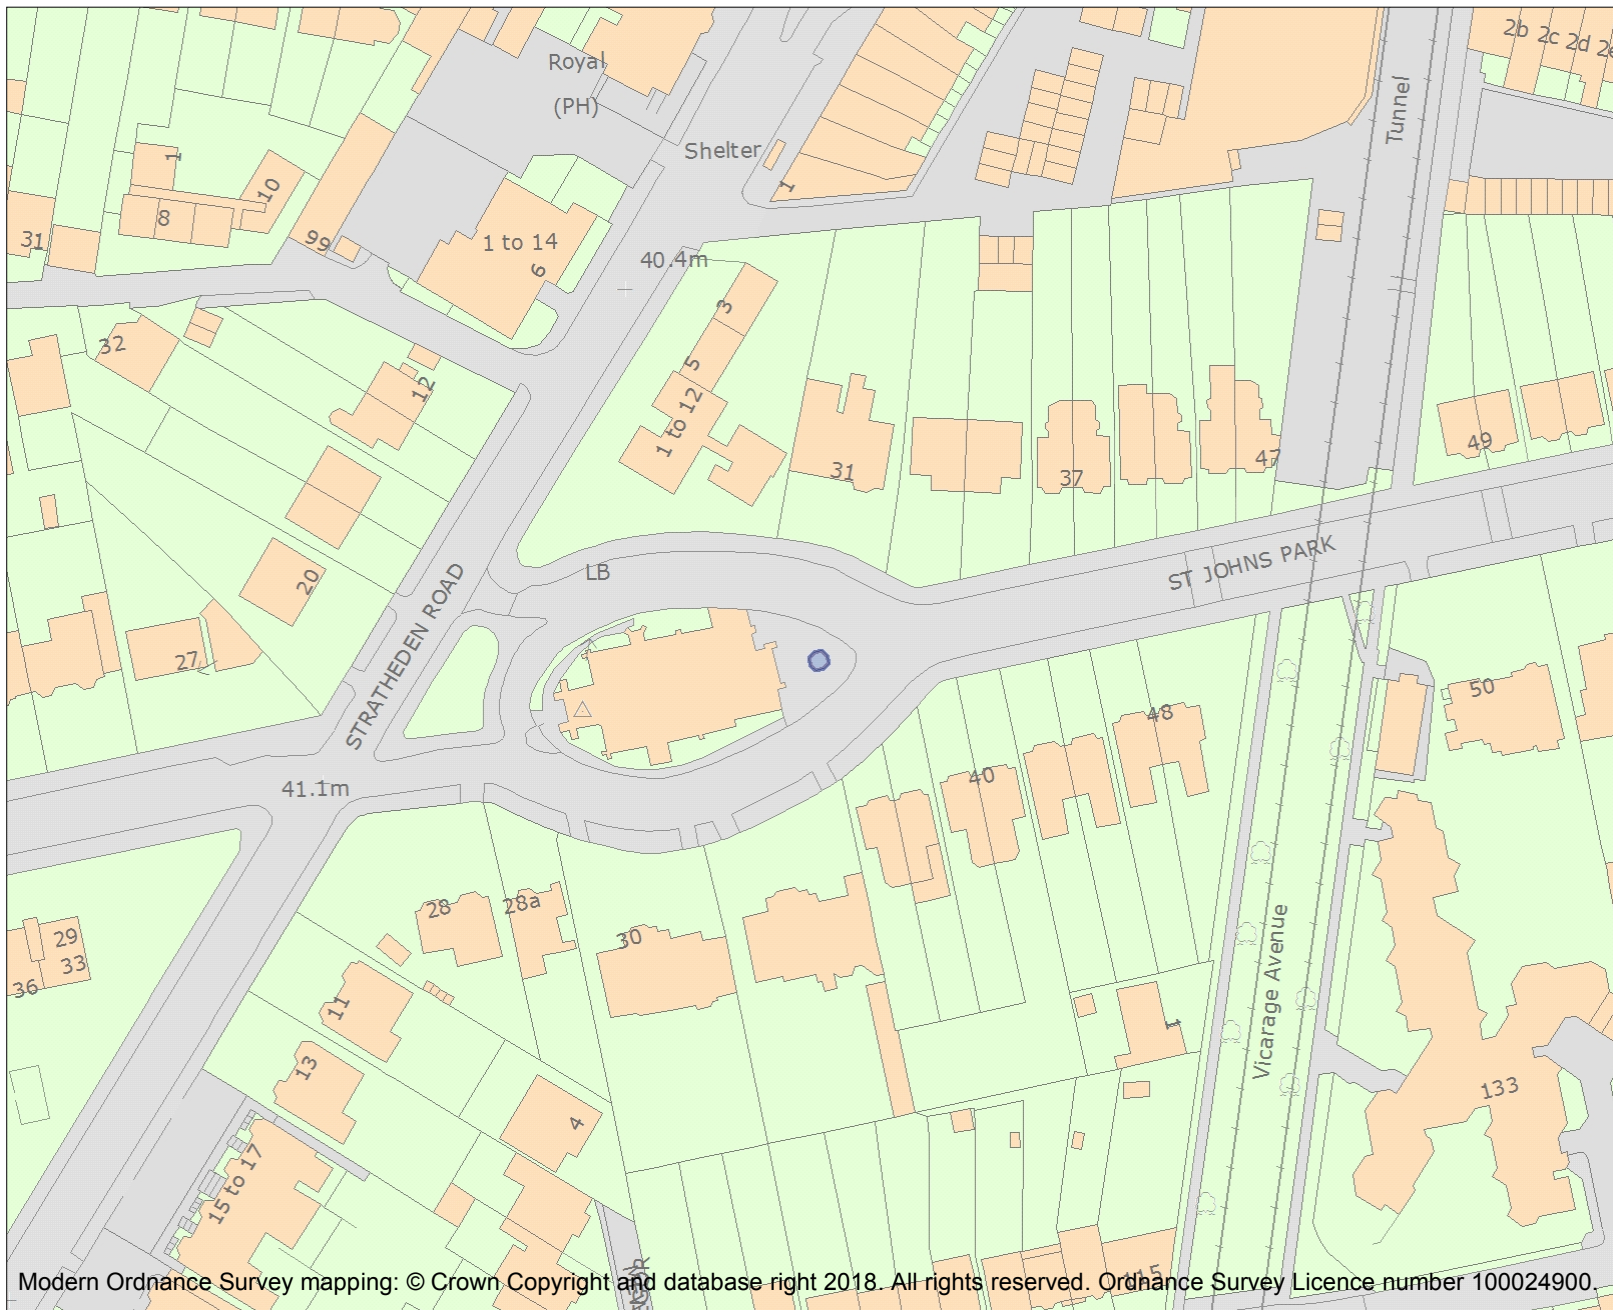 2b 2c 2d
Royal
(PH)
Tunnel
Shelter
1
1
10
8
31
99
1 to 14
6
40.4m
3
32
5
12
1 to 12
31
37
47
49
ST JOHNS PARK
LB
20
STRATHEDEN ROAD
27
50
48
40
41.1m
28
28a
30
29
33
36
11
1
Vicarage Avenue
13
133
4
15 to 17
115
Modern Ordnance Survey mapping: © Crown Copyright and database right 2018. All rights reserved. Ordnance Survey Licence number 100024900.